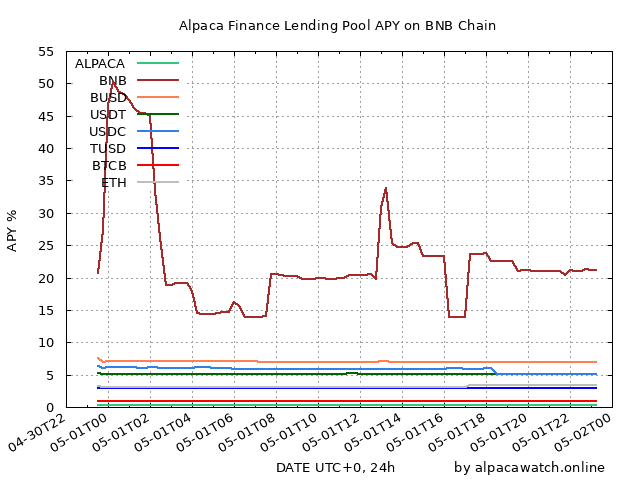 Alpaca Finance Lending Pool APY on BNB Chain
55
50
45
40
35
30
25
20
15
10
5
0
APY %
ALPACA
BNB
BUSD
USDT
USDC
TUSD
BTCB
ETH
04-30T22
05-01T00
05-01T02
05-01T04
05-01T06
05-01T08
05-01T10
05-01T12
05-01T14
05-01T16
05-01T18
05-01T20
05-01T22
05-02T00
DATE UTC+0, 24h
by alpacawatch.online